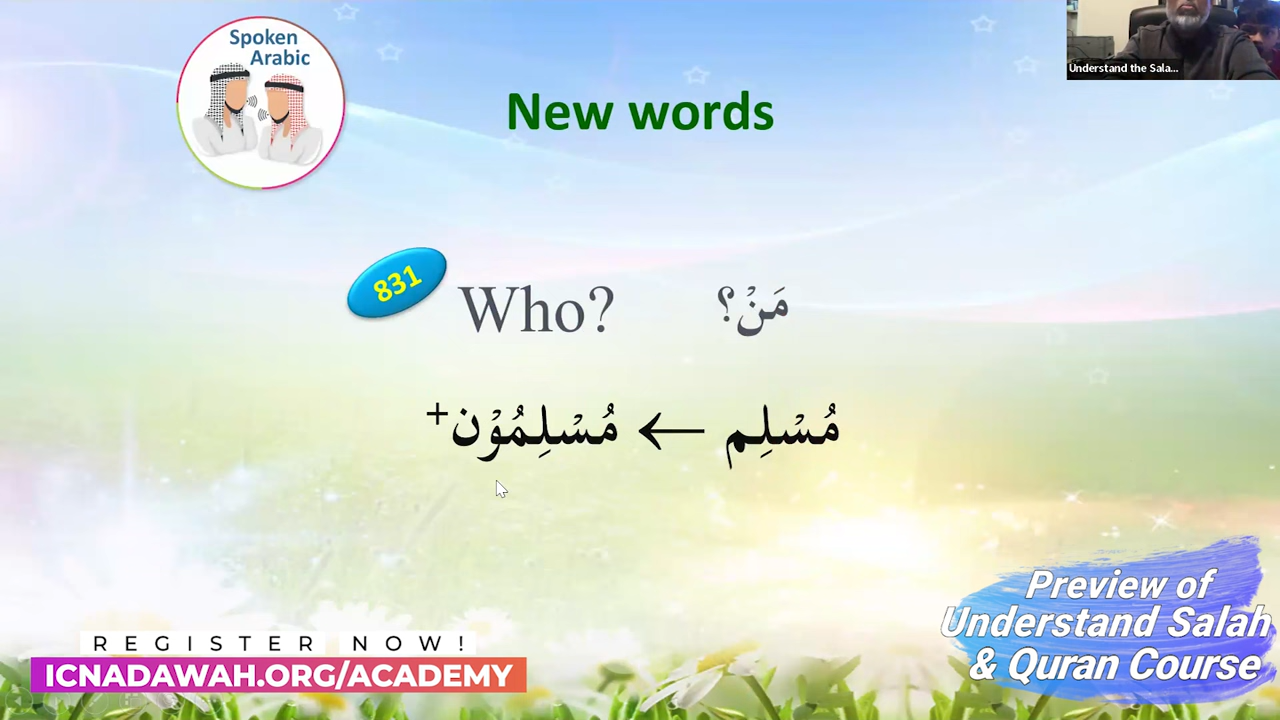 Spoken
Arabic
New words
Understand the Sala...
831
Who? مَنْ؟
مُسْلِم ← مُسْلِمُوْن+
REGISTER NOW!
ICNADAWAH.ORG/ACADEMY
Preview of
Understand Salah
& Quran Course